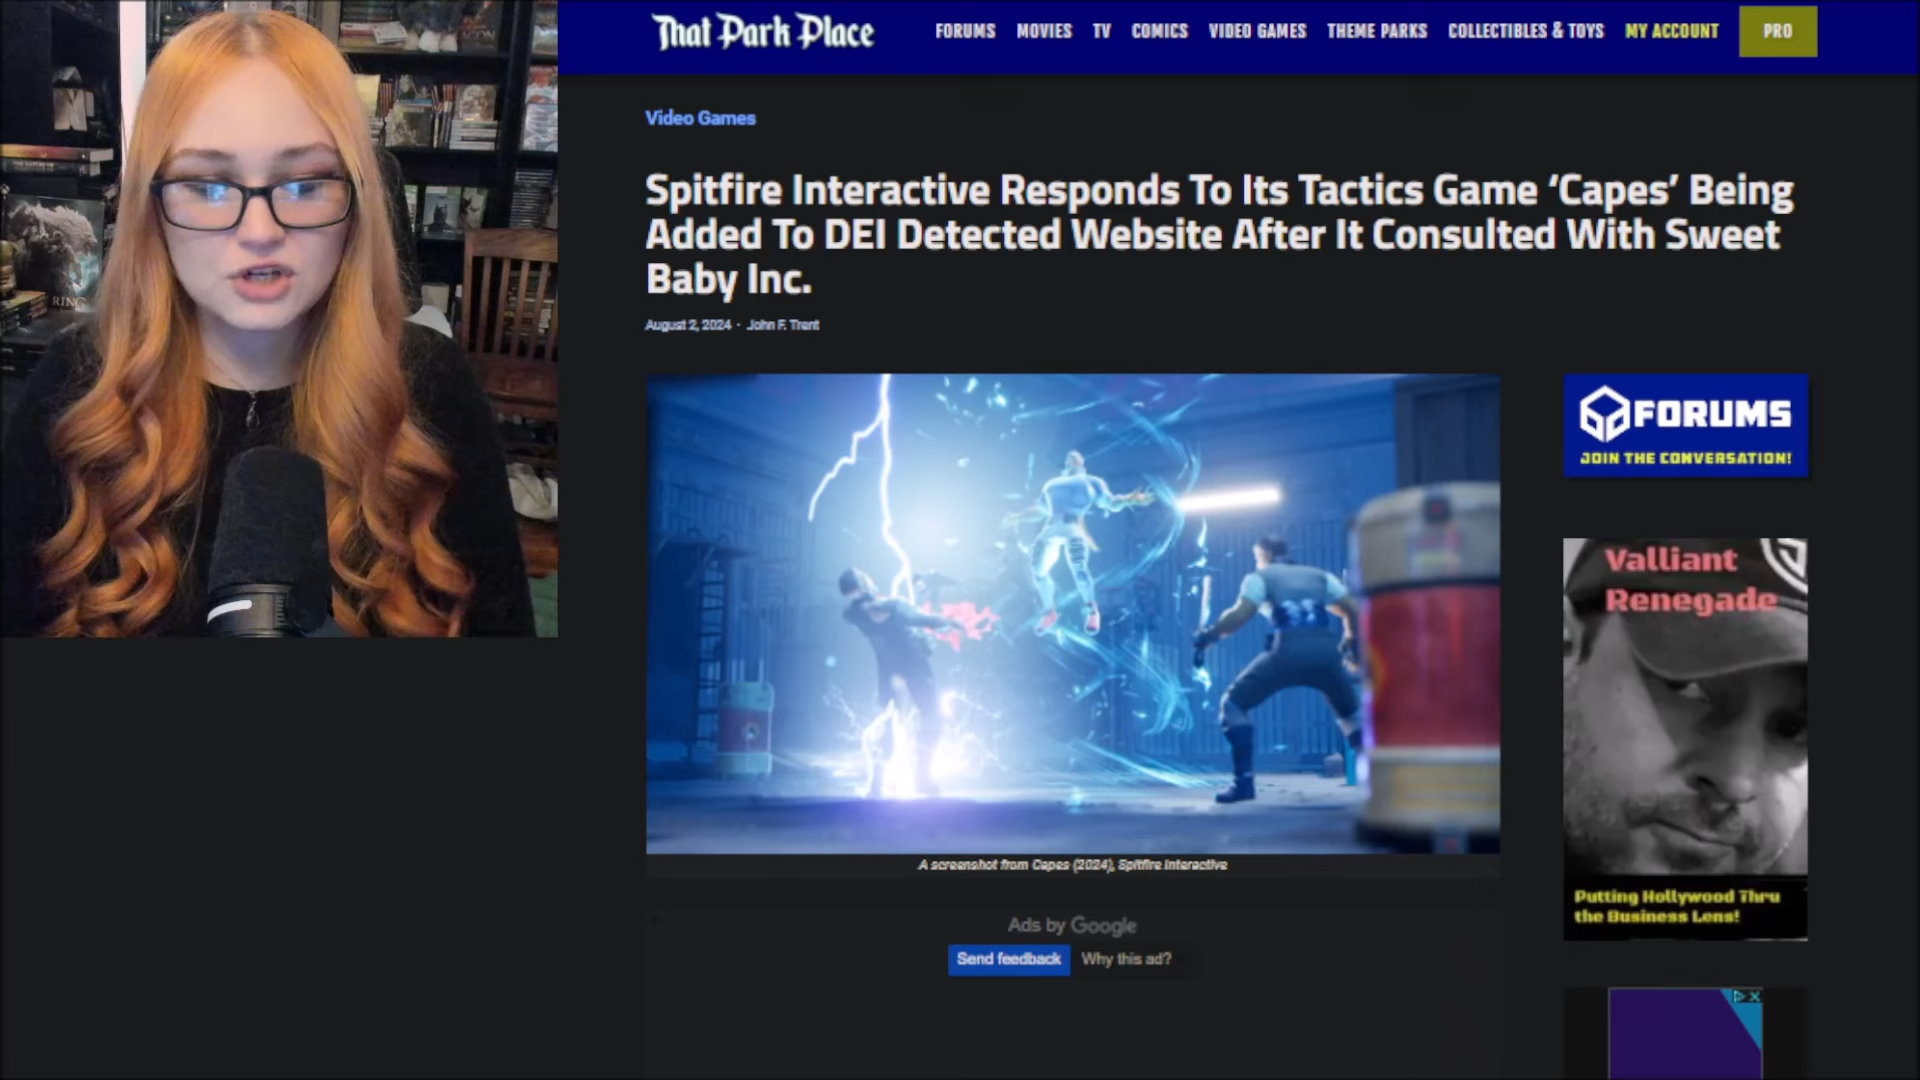 That Park Place
FORUMS MOVIES TV COMICS VIDEO GAMES THEME PARKS COLLECTIBLES & TOYS MY ACCOUNT PRO
Video Games
Spitfire Interactive Responds To Its Tactics Game ‘Capes’ Being
Added To DEI Detected Website After It Consulted With Sweet
Baby Inc.
August 2, 2024 · John F. Trent
RING
FORUMS
JOIN THE CONVERSATION!
Valliant
Renegade
Putting Hollywood Thru
the Business Lens!
A screenshot from Capes (2024), Spitfire Interactive
Ads by Google
Send feedback Why this ad?